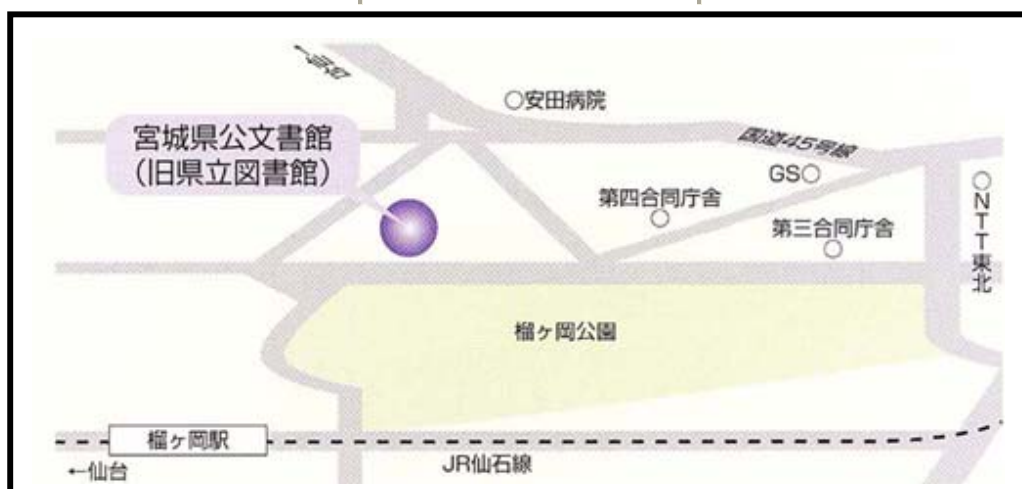 安田病院
宮城県公文書館
(旧県立図書館)
国道45号線
GS
第四合同庁舎
第三合同庁舎
NTT東北
榴ヶ岡公園
榴ヶ岡駅
←仙台
JR仙石線